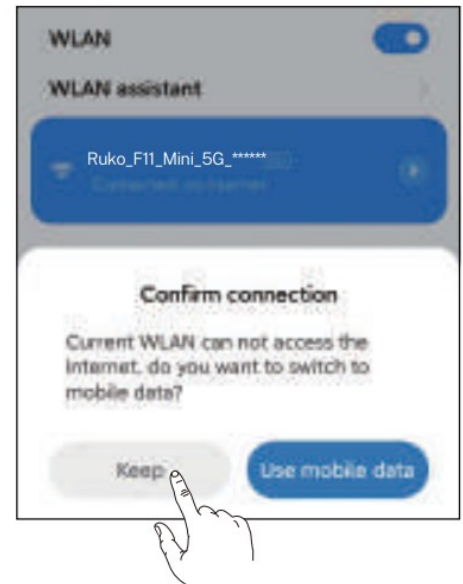 WLAN
WLAN assistant
Ruko_F11_Mini_5G_******
Confirm connection
Current WLAN can not access the
Internet, do you want to switch to
mobile data?
Keep
Use mobile data